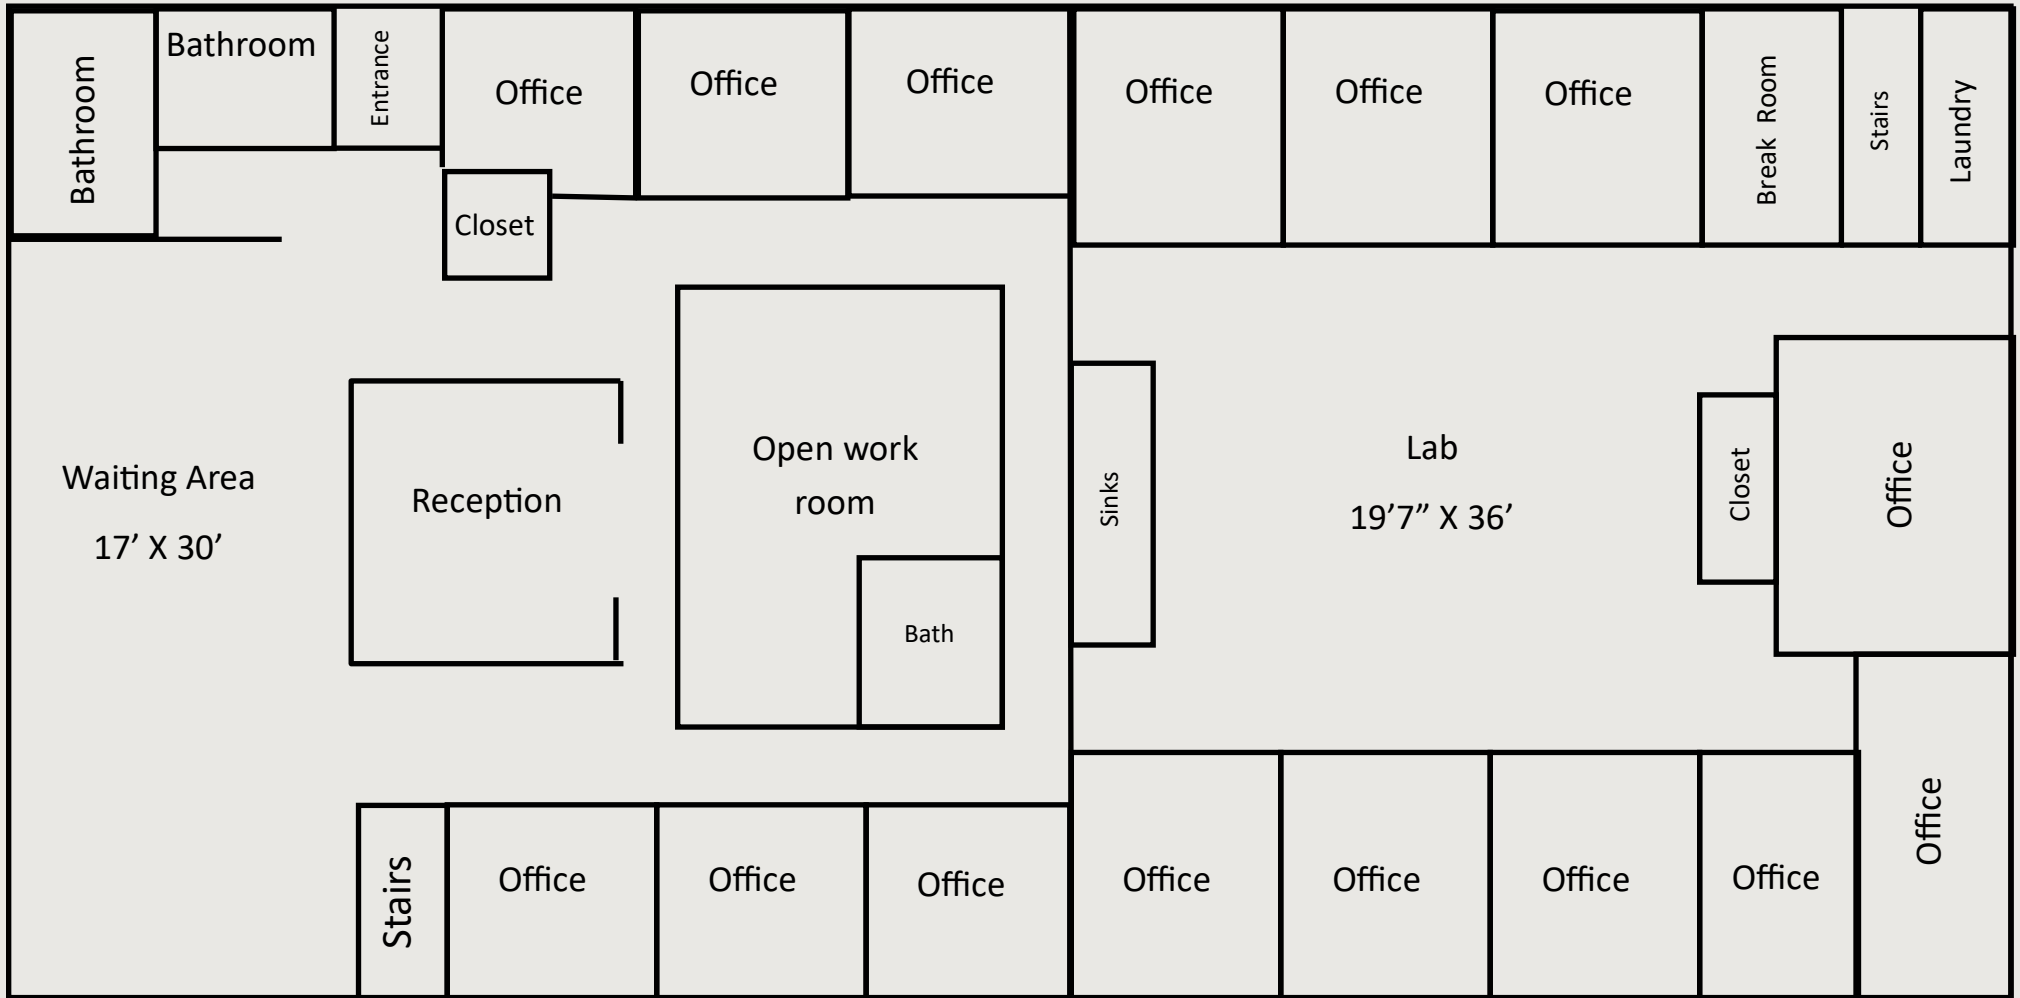 Bathroom
Bathroom
Entrance
Office
Office
Office
Office
Office
Office
Break Room
Stairs
Laundry
Closet
Waiting Area
17’ X 30’
Reception
Open work
room
Bath
Sinks
Lab
19’7” X 36’
Closet
Office
Stairs
Office
Office
Office
Office
Office
Office
Office
Office